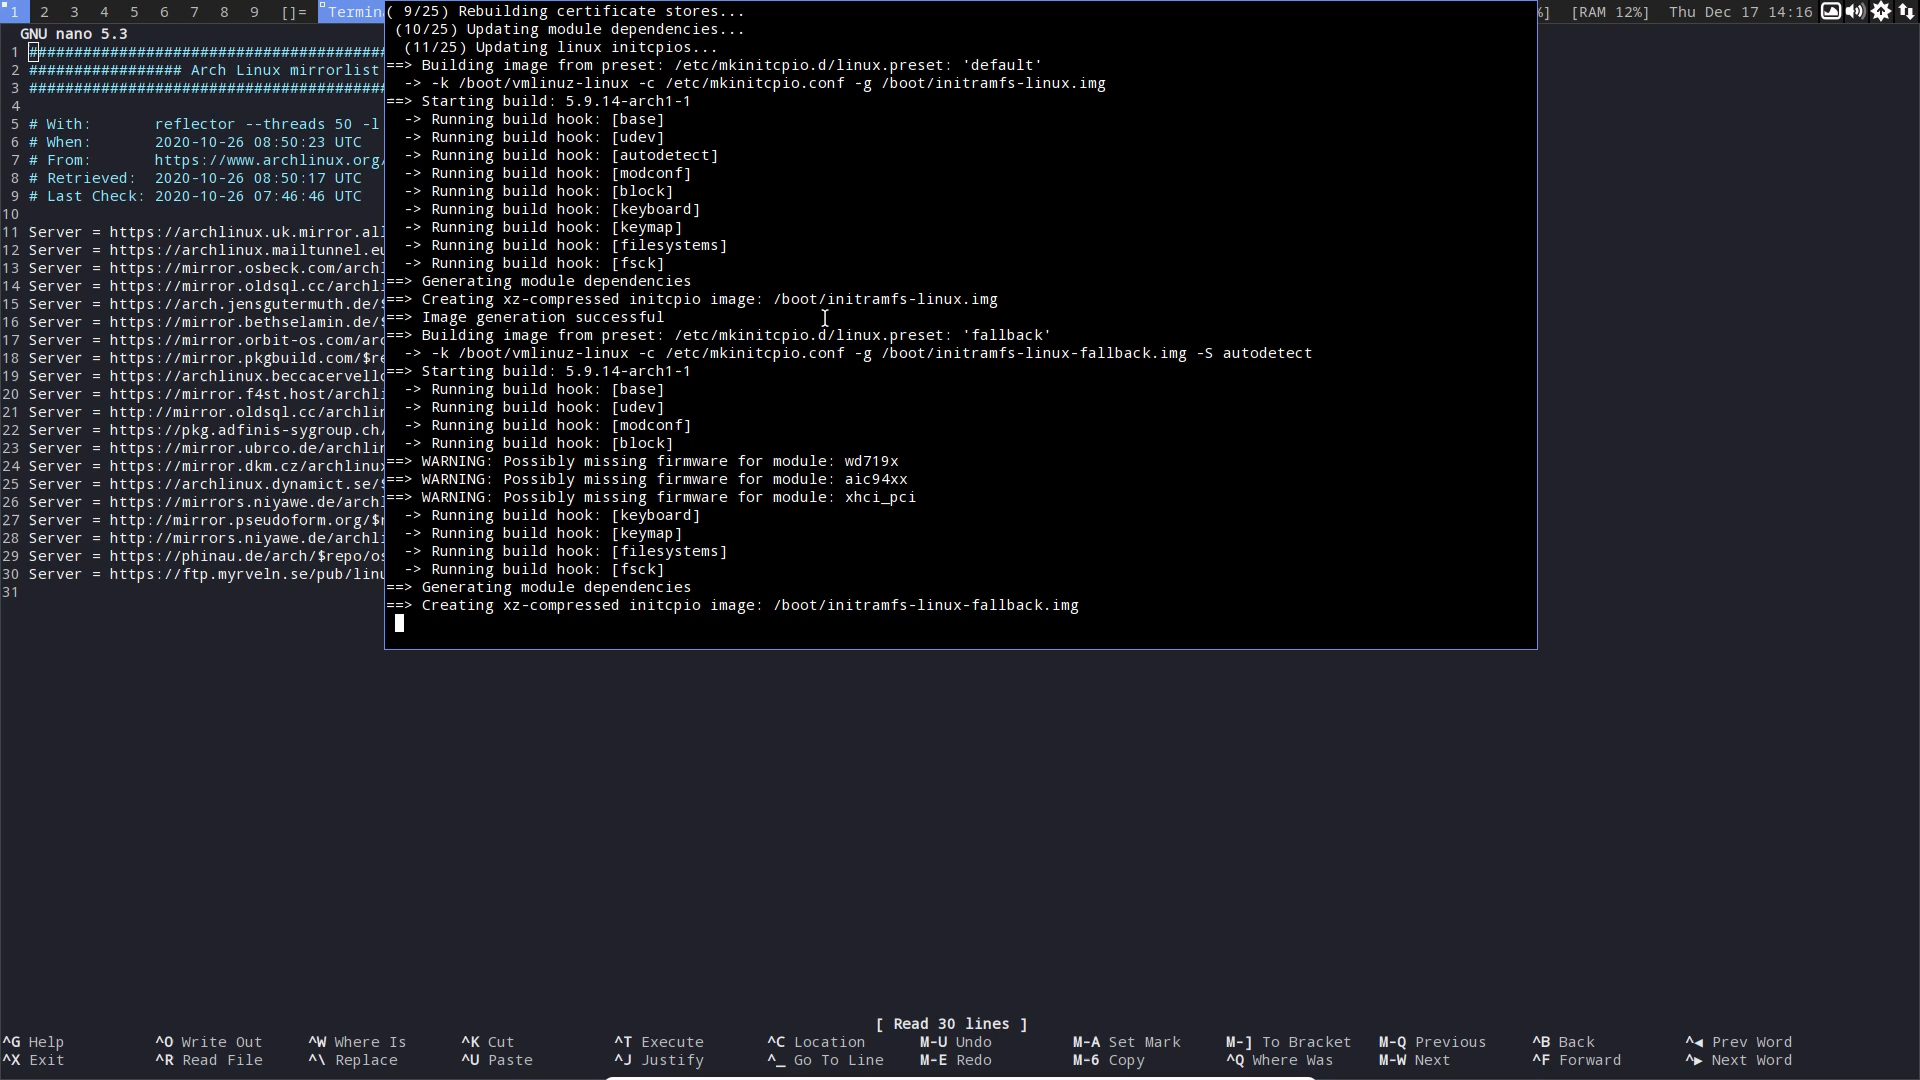 1 2 3 4 5 6 7 8 9 []= Termin %] [RAM 12%] Thu Dec 17 14:16
GNU nano 5.3
1 ########################################
2 ################# Arch Linux mirrorlist
3 ########################################
4
5 # With: reflector --threads 50 -l
6 # When: 2020-10-26 08:50:23 UTC
7 # From: https://www.archlinux.org/
8 # Retrieved: 2020-10-26 08:50:17 UTC
9 # Last Check: 2020-10-26 07:46:46 UTC
10
11 Server = https://archlinux.uk.mirror.all
12 Server = https://archlinux.mailtunnel.eu
13 Server = https://mirror.osbeck.com/archl
14 Server = https://mirror.oldsql.cc/archli
15 Server = https://arch.jensgutermuth.de/$
16 Server = https://mirror.bethselamin.de/$
17 Server = https://mirror.orbit-os.com/arc
18 Server = https://mirror.pkgbuild.com/$re
19 Server = https://archlinux.beccacervello
20 Server = https://mirror.f4st.host/archli
21 Server = http://mirror.oldsql.cc/archlin
22 Server = https://pkg.adfinis-sygroup.ch/
23 Server = https://mirror.ubrco.de/archlin
24 Server = https://mirror.dkm.cz/archlinux
25 Server = https://archlinux.dynamict.se/$
26 Server = https://mirrors.niyawe.de/archl
27 Server = http://mirror.pseudoform.org/$r
28 Server = http://mirrors.niyawe.de/archli
29 Server = https://phinau.de/arch/$repo/os
30 Server = https://ftp.myrveln.se/pub/linu
31
( 9/25) Rebuilding certificate stores...
(10/25) Updating module dependencies...
(11/25) Updating linux initcpios...
==> Building image from preset: /etc/mkinitcpio.d/linux.preset: 'default'
-> -k /boot/vmlinuz-linux -c /etc/mkinitcpio.conf -g /boot/initramfs-linux.img
==> Starting build: 5.9.14-arch1-1
-> Running build hook: [base]
-> Running build hook: [udev]
-> Running build hook: [autodetect]
-> Running build hook: [modconf]
-> Running build hook: [block]
-> Running build hook: [keyboard]
-> Running build hook: [keymap]
-> Running build hook: [filesystems]
-> Running build hook: [fsck]
==> Generating module dependencies
==> Creating xz-compressed initcpio image: /boot/initramfs-linux.img
==> Image generation successful
==> Building image from preset: /etc/mkinitcpio.d/linux.preset: 'fallback'
-> -k /boot/vmlinuz-linux -c /etc/mkinitcpio.conf -g /boot/initramfs-linux-fallback.img -S autodetect
==> Starting build: 5.9.14-arch1-1
-> Running build hook: [base]
-> Running build hook: [udev]
-> Running build hook: [modconf]
-> Running build hook: [block]
==> WARNING: Possibly missing firmware for module: wd719x
==> WARNING: Possibly missing firmware for module: aic94xx
==> WARNING: Possibly missing firmware for module: xhci_pci
-> Running build hook: [keyboard]
-> Running build hook: [keymap]
-> Running build hook: [filesystems]
-> Running build hook: [fsck]
==> Generating module dependencies
==> Creating xz-compressed initcpio image: /boot/initramfs-linux-fallback.img
[ Read 30 lines ]
^G Help ^O Write Out ^W Where Is ^K Cut ^T Execute ^C Location M-U Undo M-A Set Mark M-] To Bracket M-Q Previous ^B Back ^◂ Prev Word
^X Exit ^R Read File ^\ Replace ^U Paste ^J Justify ^_ Go To Line M-E Redo M-6 Copy ^Q Where Was M-W Next ^F Forward ^▸ Next Word